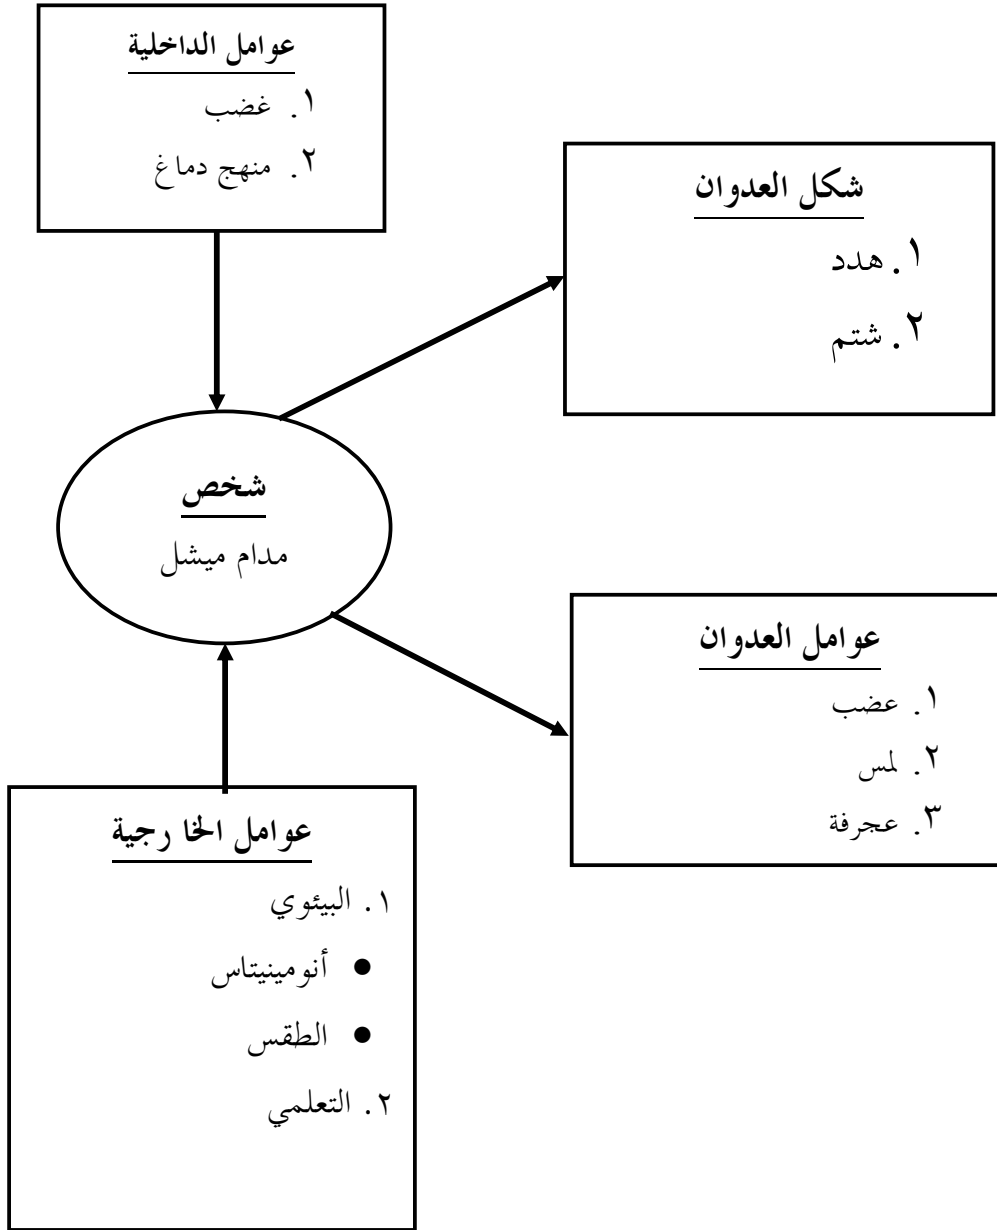 عوامل الداخلية
١. غضب
٢. منهج دماغ
شكل العدوان
١. هدد
٢. شتم
شخص
مدام ميشل
عوامل العدوان
١. عضب
٢. لمس
٣. عجرفة
عوامل الخا رجية
١. البيئوي
● أنومينيتاس
● الطقس
٢. التعلمي